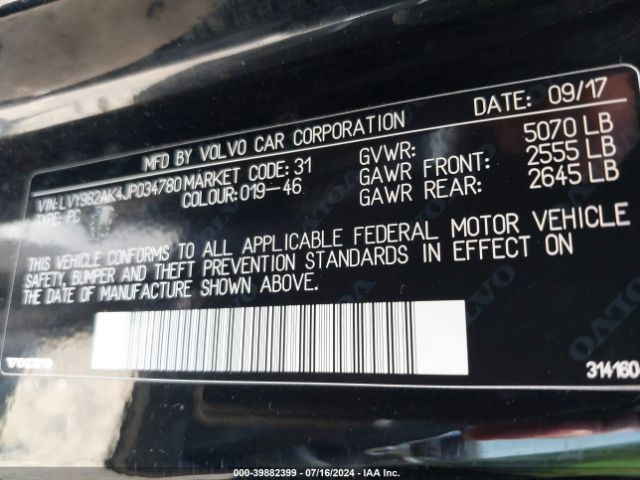 DATE: 09/17
MFD BY VOLVO CAR CORPORATION
VIN:LVY982AK4JP034780 MARKET CODE: 31
TYPE: PC COLOUR:019-46
GVWR: 5070 LB
GAWR FRONT: 2555 LB
GAWR REAR: 2645 LB
THIS VEHICLE CONFORMS TO ALL APPLICABLE FEDERAL MOTOR VEHICLE
SAFETY, BUMPER AND THEFT PREVENTION STANDARDS IN EFFECT ON
THE DATE OF MANUFACTURE SHOWN ABOVE.
VOLVO
VOLVO
VOLVO
314160
000-39882399 - 07/16/2024 - IAA Inc.